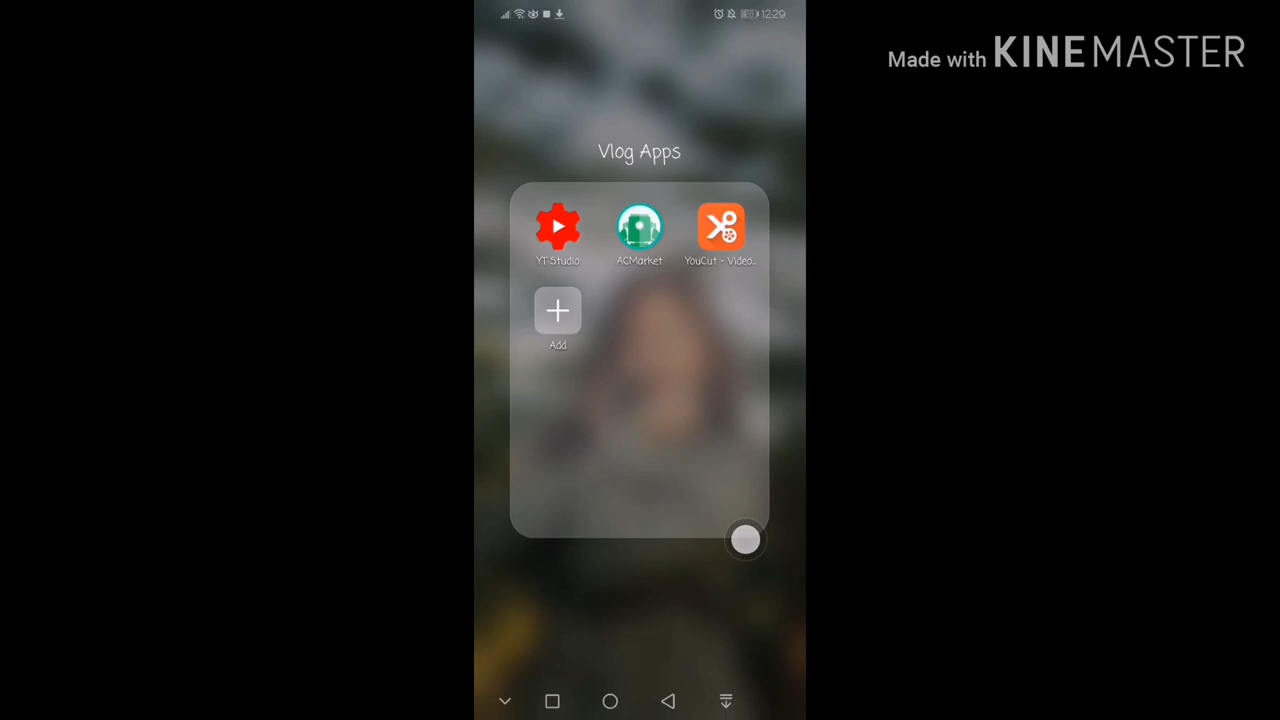 12:29
Made with KINEMASTER
Vlog Apps
YT Studio
ACMarket
YouCut - Video...
Add